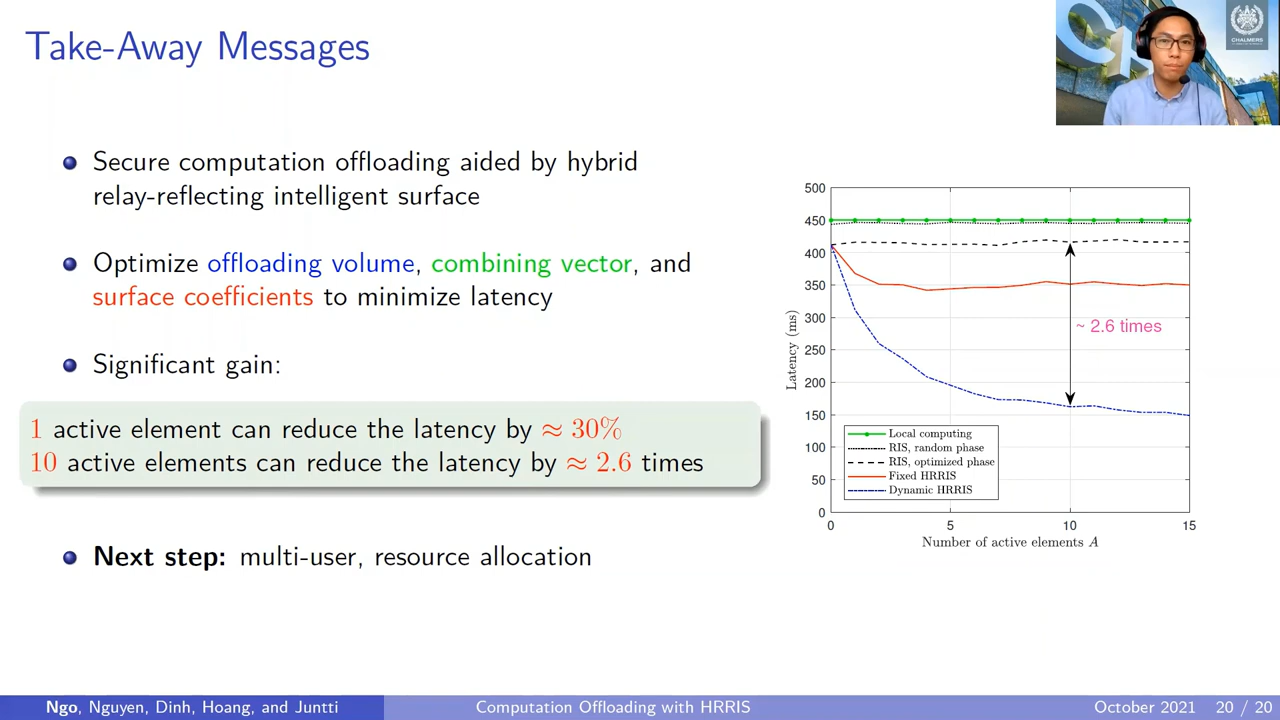 Take-Away Messages
CHALMERS
Secure computation offloading aided by hybrid
relay-reflecting intelligent surface
Optimize offloading volume, combining vector, and
surface coefficients to minimize latency
Significant gain:
1 active element can reduce the latency by ≈ 30%
10 active elements can reduce the latency by ≈ 2.6 times
Next step: multi-user, resource allocation
500
450
400
350
300
250
200
150
100
50
0
Latency (ms)
~ 2.6 times
Local computing
RIS, random phase
RIS, optimized phase
Fixed HRRIS
Dynamic HRRIS
0 5 10 15
Number of active elements A
Ngo, Nguyen, Dinh, Hoang, and Juntti Computation Offloading with HRRIS October 2021 20 / 20